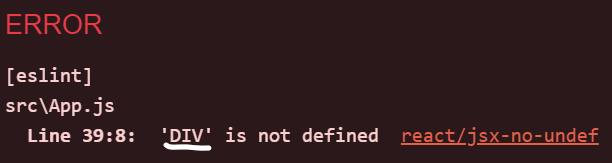 ERROR
[eslint]
src\App.js
Line 39:8: 'DIV' is not defined react/jsx-no-undef